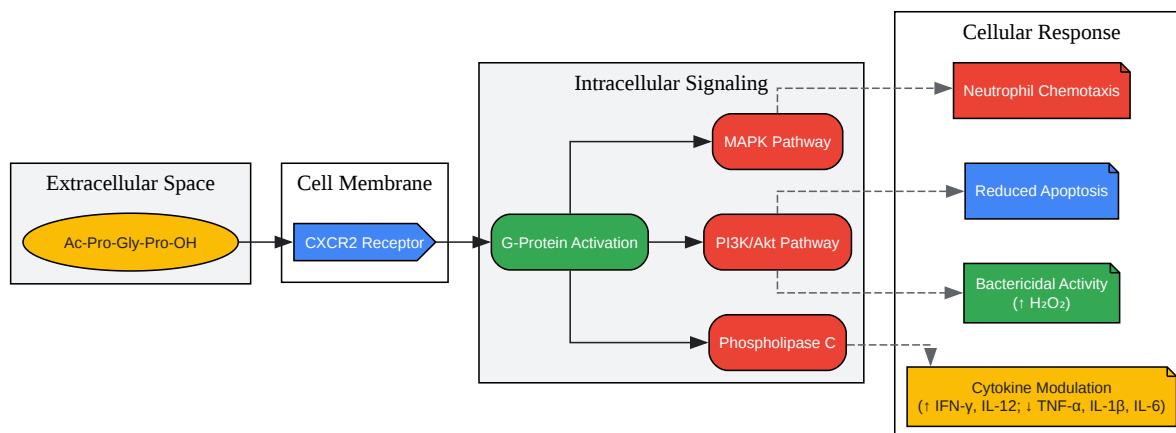 Extracellular Space
Ac-Pro-Gly-Pro-OH
Cell Membrane
CXCR2 Receptor
Intracellular Signaling
G-Protein Activation
MAPK Pathway
PI3K/Akt Pathway
Phospholipase C
Cellular Response
Neutrophil Chemotaxis
Reduced Apoptosis
Bactericidal Activity
(↑ H₂O₂)
Cytokine Modulation
(↑ IFN-γ, IL-12; ↓ TNF-α, IL-1β, IL-6)